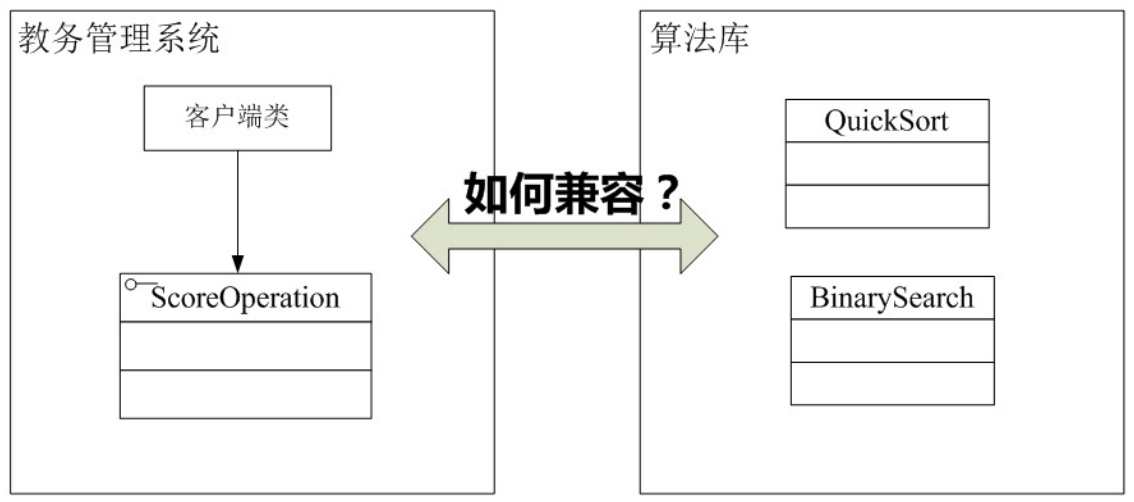 教务管理系统
客户端类
ScoreOperation
如何兼容？
算法库
QuickSort
BinarySearch